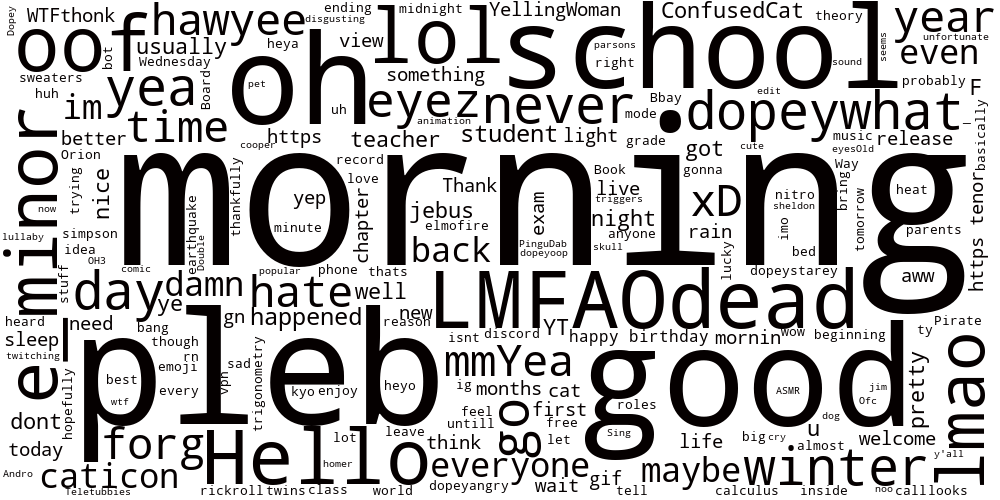 Dopey WTFthonk hawyee ending disgusting midnight YellingWoman ConfusedCat theory year
oof bot usually Wednesday heya view lol school parsons right sound seems unfortunate even
sweaters huh im yea Board oh pet uh something eyez never Bbay mode edit dopeywhat probably F
minor better time https cooper teacher animation student light grade got cute music eyesOld release _ basically
Orion trying nice thankfully morning record love Thank exam Book live triggers gonna xD nitro sheldon Way bring heat tenor
now lullaby simpson idea OH3 earthquake Double yep minute chapter jebus elmofire back PinguDab dopeyoop night anyone skull rain lucky imo bed tomorrow parents https
stuff comic damn popular phone thats dopeystarey aww
day ye hate well LMFAO dead
heard need gn happened reason new YT happy birthday mornin wow beginning ty Pirate
sleep le bang though isnt discord
twitching rn emoji sad pleb mmYea good lmao
hopefully best wtf every vpn trigonometry kyo enjoy heyo ig months cat roles ASMR jim Ofc pretty
dont feel go first dog
today forg Hello lot leave untill think free let Sing life big cry u almost welcome
Andro caticon homer everyone gif maybe winter y'all
Teletubbies rickroll twins class world dopeyangry wait tell calculus inside noo call looks